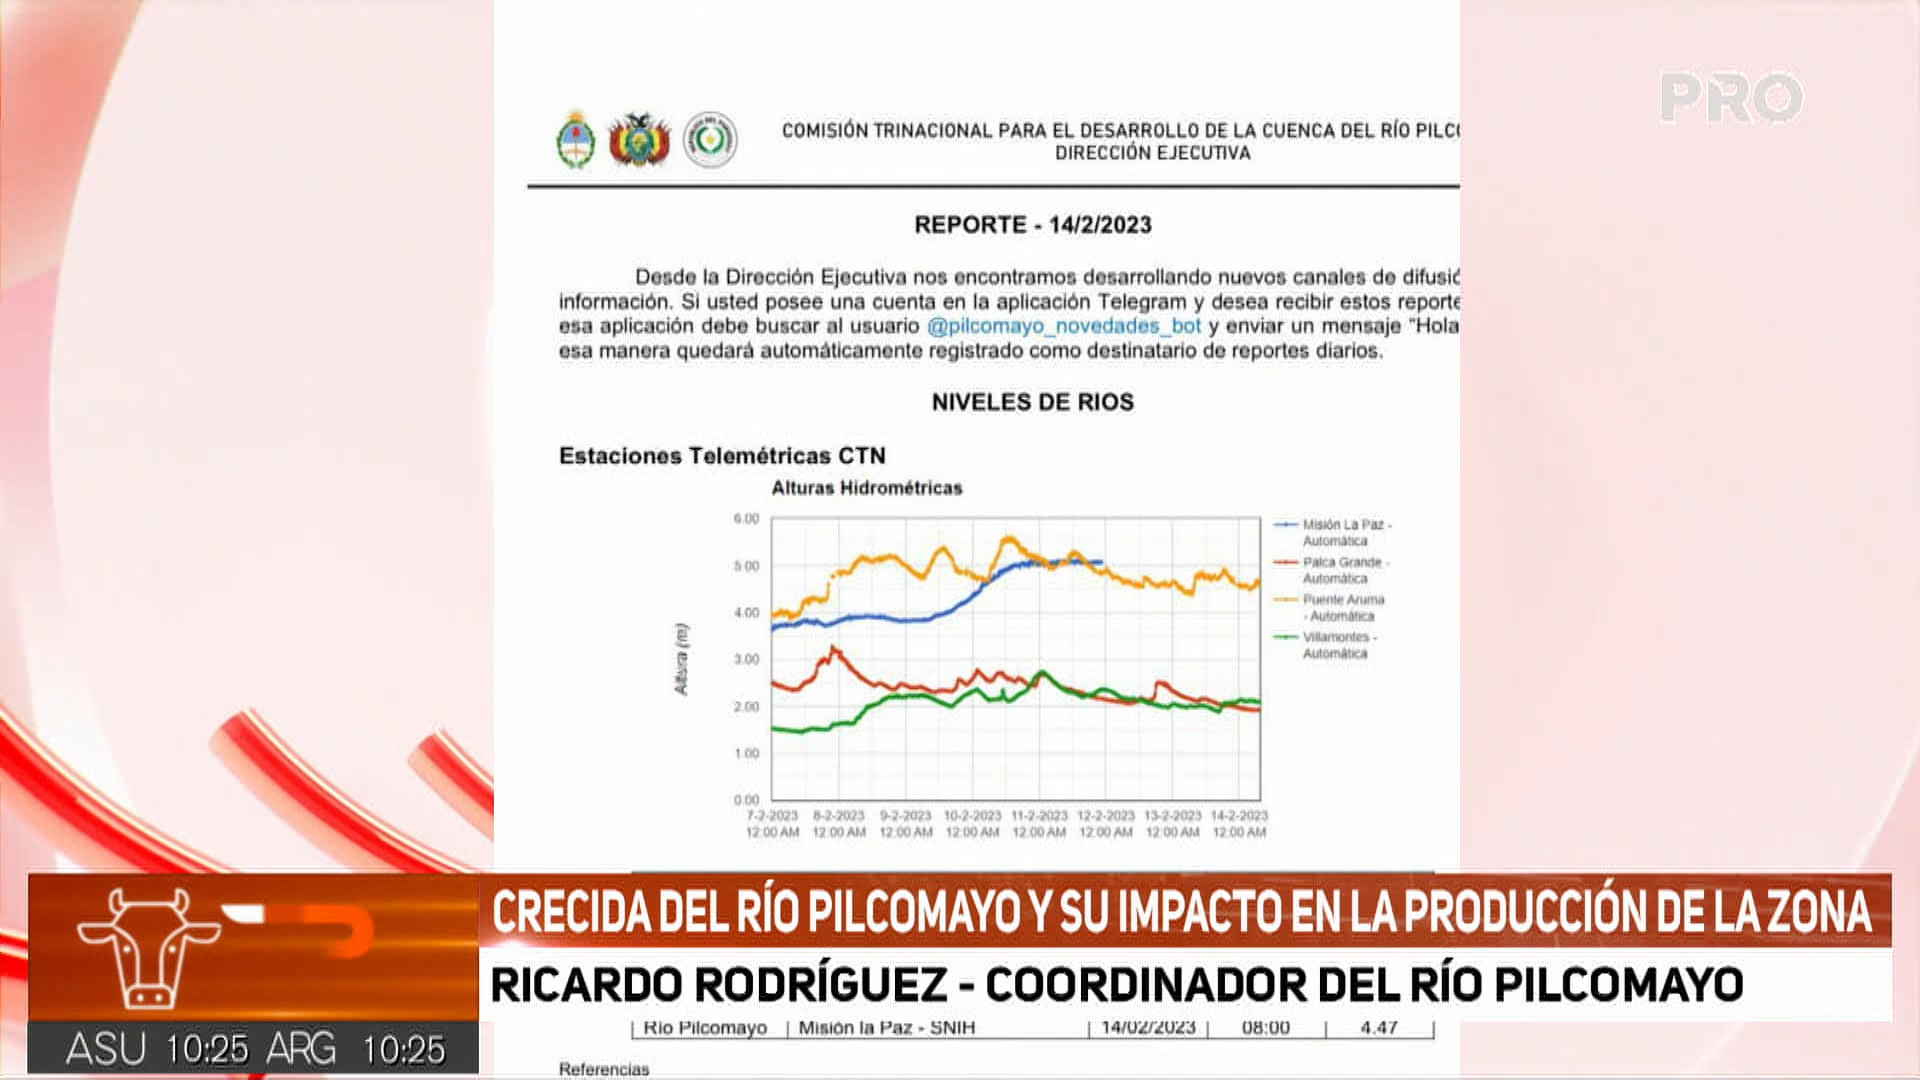 PRO
COMISIÓN TRINACIONAL PARA EL DESARROLLO DE LA CUENCA DEL RÍO PILCO
DIRECCIÓN EJECUTIVA
REPORTE - 14/2/2023
Desde la Dirección Ejecutiva nos encontramos desarrollando nuevos canales de difusió
información. Si usted posee una cuenta en la aplicación Telegram y desea recibir estos reporte
esa aplicación debe buscar al usuario @pilcomayo_novedades_bot y enviar un mensaje "Hola
esa manera quedará automáticamente registrado como destinatario de reportes diarios.
NIVELES DE RIOS
Estaciones Telemétricas CTN
Alturas Hidrométricas
Altura (m)
6.00
5.00
4.00
3.00
2.00
1.00
0.00
7-2-2023 8-2-2023 9-2-2023 10-2-2023 11-2-2023 12-2-2023 13-2-2023 14-2-2023
12:00 AM 12:00 AM 12:00 AM 12:00 AM 12:00 AM 12:00 AM 12:00 AM 12:00 AM
Misión La Paz -
Automática
Palca Grande -
Automática
Puente Aruma
- Automática
Villamontes -
Automática
CRECIDA DEL RÍO PILCOMAYO Y SU IMPACTO EN LA PRODUCCIÓN DE LA ZONA
RICARDO RODRÍGUEZ - COORDINADOR DEL RÍO PILCOMAYO
Río Pilcomayo Misión la Paz - SNIH 14/02/2023 08:00 4.47
ASU 10:25 ARG 10:25
Referencias